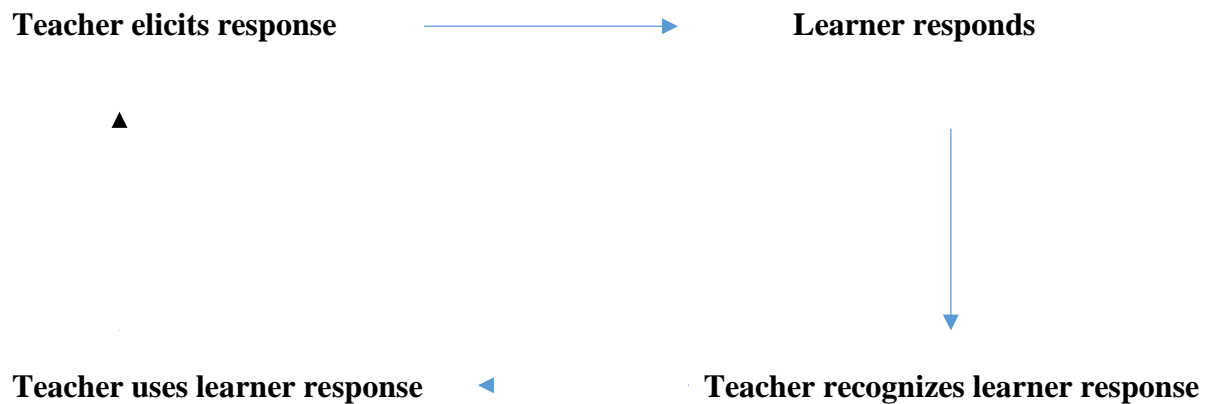 Teacher elicits response
Learner responds
Teacher uses learner response
Teacher recognizes learner response